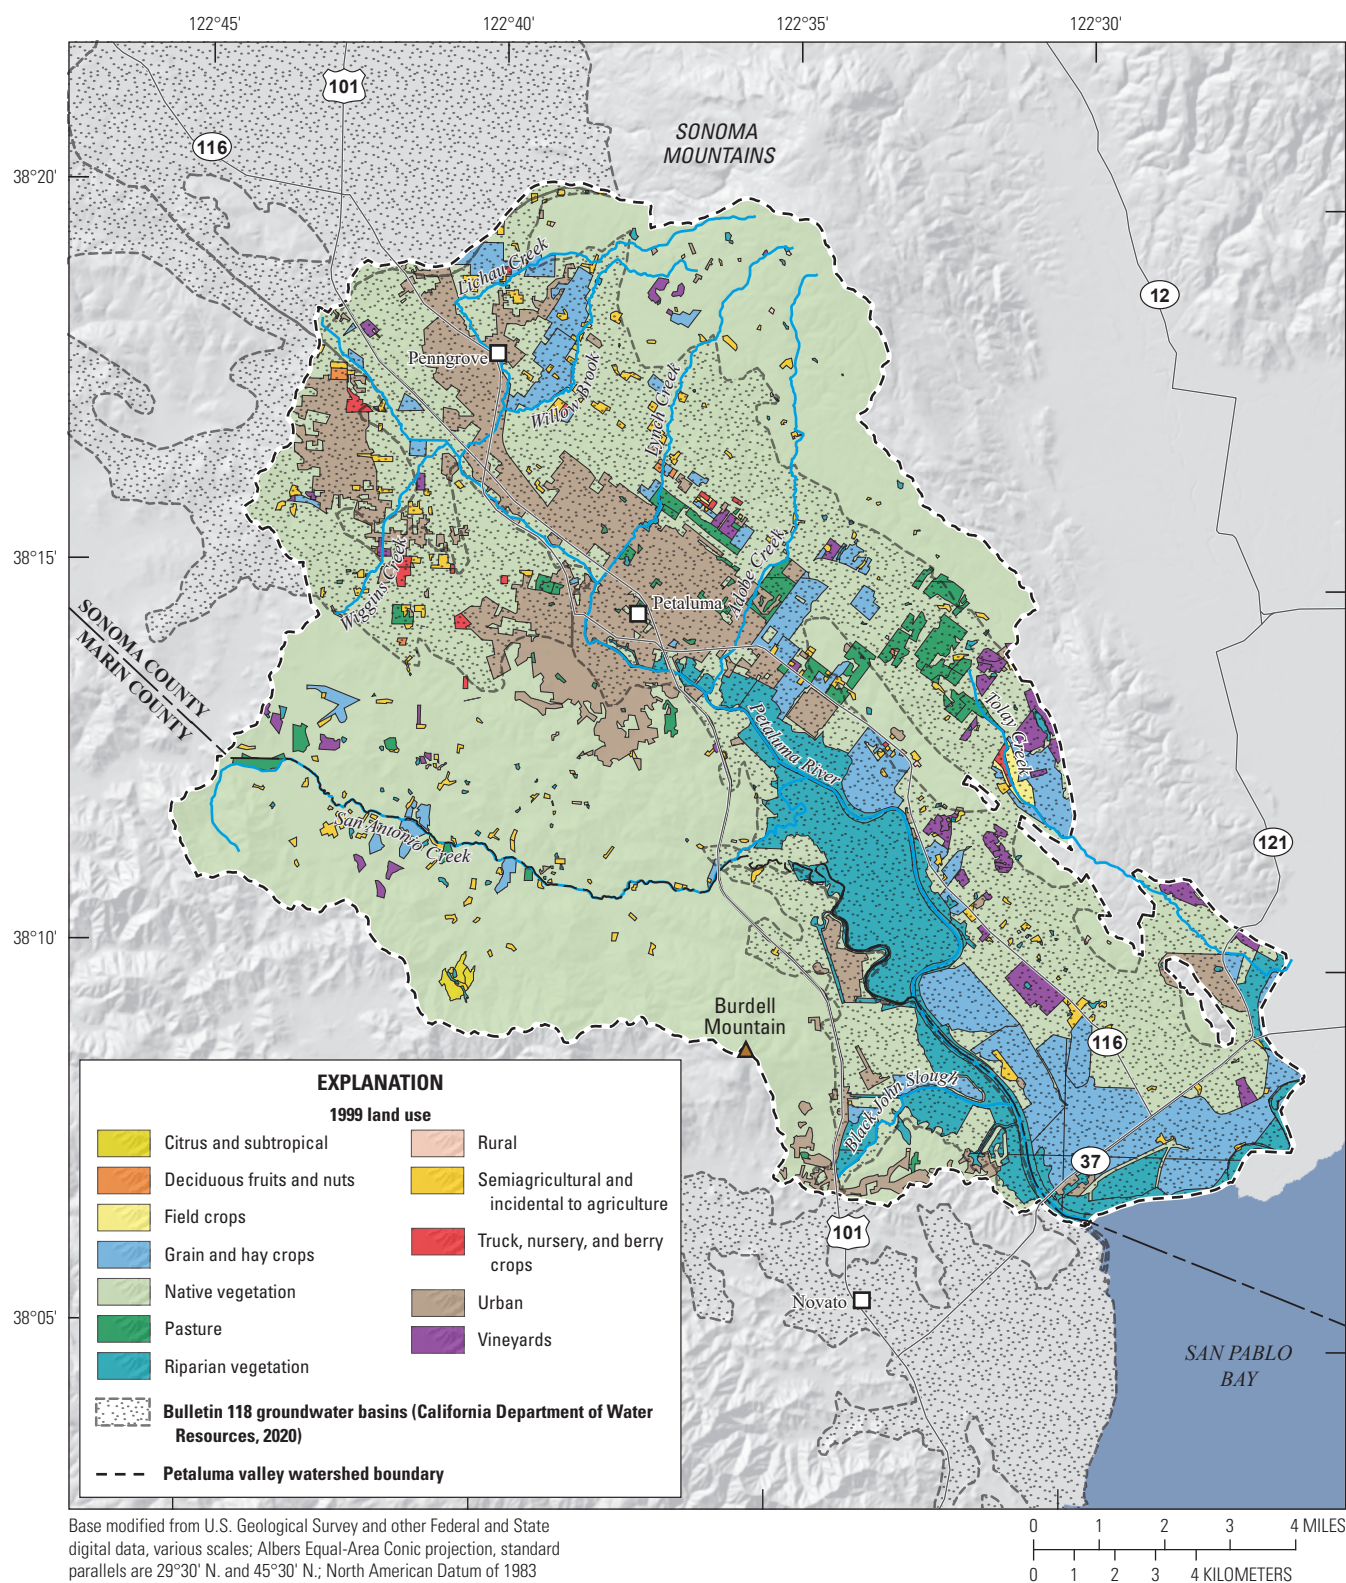 122°45'
122°40'
122°35'
122°30'
101
116
SONOMA
MOUNTAINS
38°20'
12
Lichau Creek
Penngrove
Willow Brook
Lynch Creek
38°15'
Adobe Creek
Wiggins Creek
Petaluma
SONOMA COUNTY
MARIN COUNTY
Tolay Creek
Petaluma River
San Antonio Creek
121
38°10'
Burdell
Mountain
116
Black John Slough
37
101
Novato
38°05'
SAN PABLO
BAY
EXPLANATION
1999 land use
Citrus and subtropical
Deciduous fruits and nuts
Field crops
Grain and hay crops
Native vegetation
Pasture
Riparian vegetation
Rural
Semiagricultural and
incidental to agriculture
Truck, nursery, and berry
crops
Urban
Vineyards
Bulletin 118 groundwater basins (California Department of Water
Resources, 2020)
Petaluma valley watershed boundary
Base modified from U.S. Geological Survey and other Federal and State
digital data, various scales; Albers Equal-Area Conic projection, standard
parallels are 29°30' N. and 45°30' N.; North American Datum of 1983
0 1 2 3 4 MILES
0 1 2 3 4 KILOMETERS